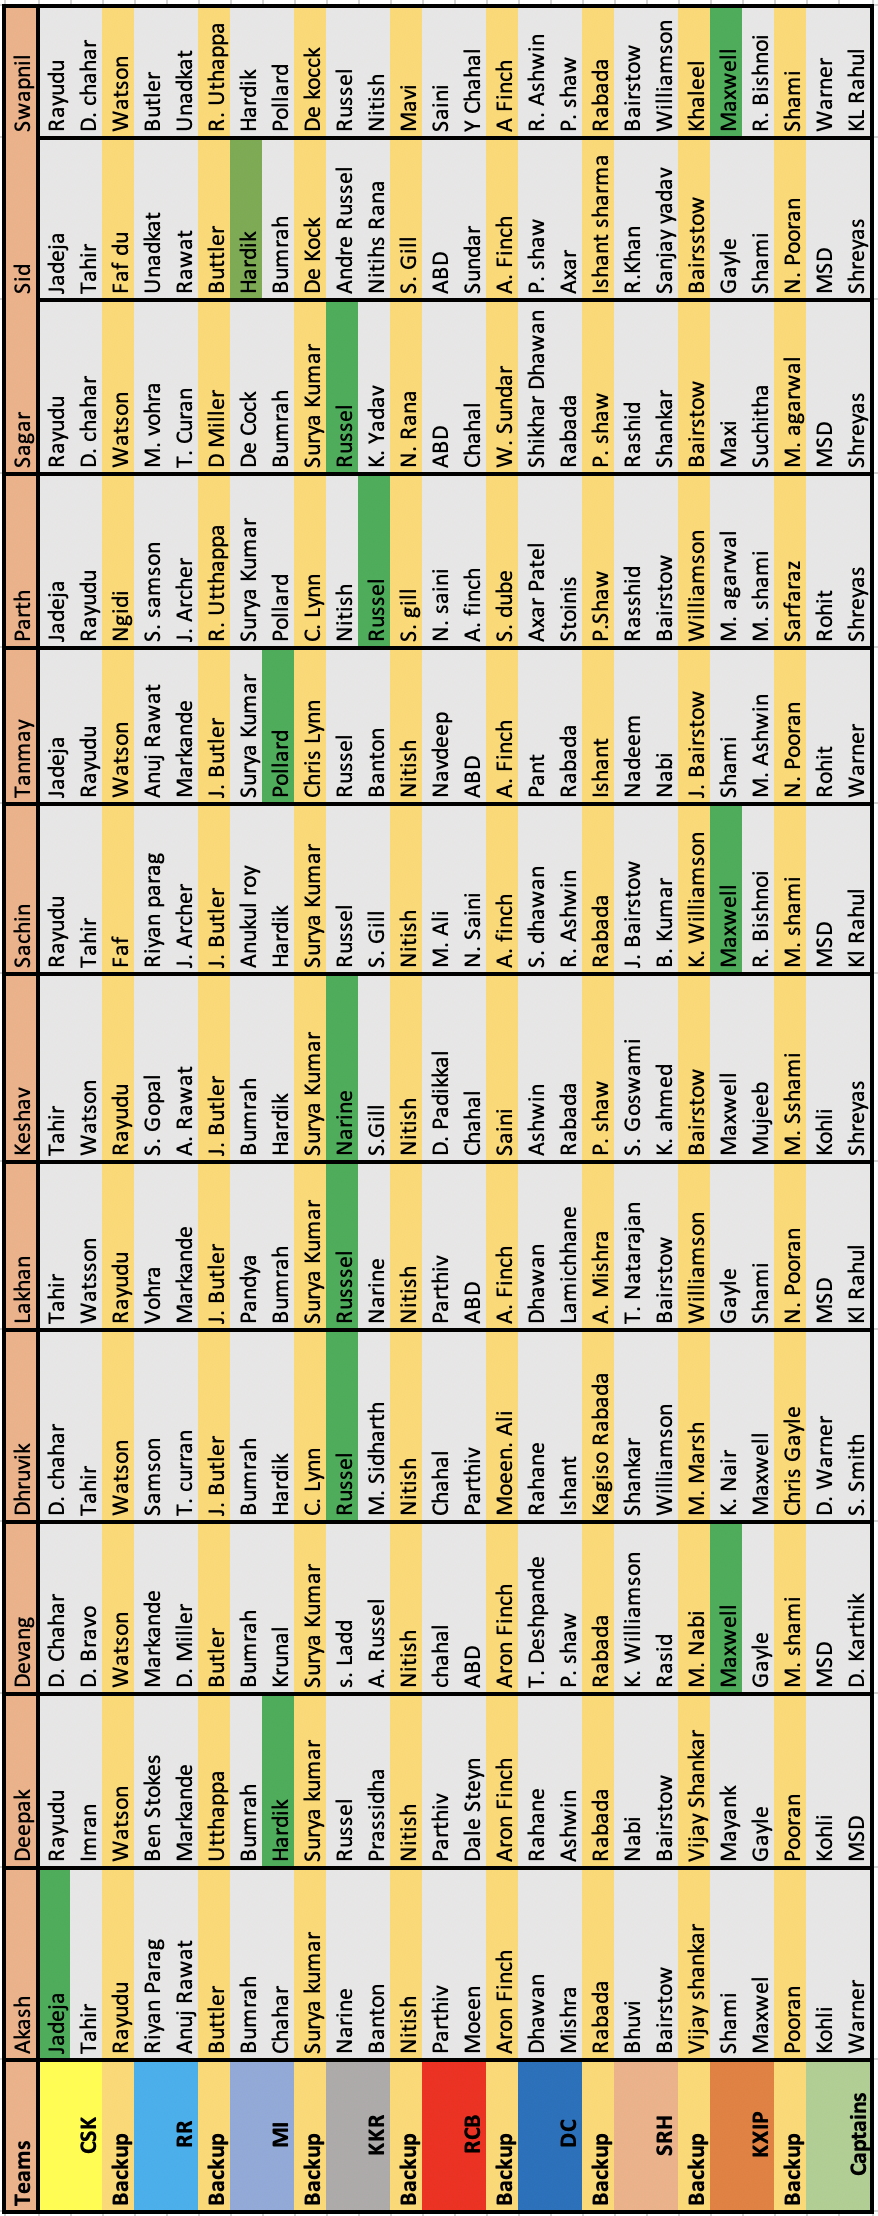 Teams Akash Deepak Devang Dhruvik Lakhan Keshav Sachin Tanmay Parth Sagar Sid Swapnil
Jadeja Rayudu D. Chahar D. chahar Tahir Tahir Rayudu Jadeja Jadeja Rayudu Jadeja Rayudu
CSK Tahir Imran D. Bravo Tahir Watsson Watson Tahir Rayudu Rayudu D. chahar Tahir D. chahar
Backup Rayudu Watson Watson Watson Rayudu Rayudu Faf Watson Ngidi Watson Faf du Watson
Riyan Parag Ben Stokes Markande Samson Vohra S. Gopal Riyan parag Anuj Rawat S. samson M. vohra Unadkat Butler
RR Anuj Rawat Markande D. Miller T. curran Markande A. Rawat J. Archer Markande J. Archer T. Curan Rawat Unadkat
Backup Buttler Utthappa Butler J. Butler J. Butler J. Butler J. Butler J. Butler R. Utthappa D Miller Buttler R. Uthappa
Bumrah Bumrah Bumrah Bumrah Pandya Bumrah Anukul roy Surya Kumar Surya Kumar De Cock Hardik Hardik
MI Chahar Hardik Krunal Hardik Bumrah Hardik Hardik Pollard Pollard Bumrah Bumrah Pollard
Backup Surya kumar Surya kumar Surya Kumar C. Lynn Surya Kumar Surya Kumar Surya Kumar Chris Lynn C. Lynn Surya Kumar De Kock De kocck
Narine Russel s. Ladd Russel Russsel Narine Russel Russel Nitish Russel Andre Russel Russel
KKR Banton Prassidha A. Russel M. Sidharth Narine S.Gill S. Gill Banton Russel K. Yadav Nitihs Rana Nitish
Backup Nitish Nitish Nitish Nitish Nitish Nitish Nitish Nitish S. gill N. Rana S. Gill Mavi
Parthiv Parthiv chahal Chahal Parthiv D. Padikkal M. Ali Navdeep N. saini ABD ABD Saini
RCB Moeen Dale Steyn ABD Parthiv ABD Chahal N. Saini ABD A. finch Chahal Sundar Y Chahal
Backup Aron Finch Aron Finch Aron Finch Moeen. Ali A. Finch Saini A. finch A. Finch S. dube W. Sundar A. Finch A Finch
Dhawan Rahane T. Deshpande Rahane Dhawan Ashwin S. dhawan Pant Axar Patel Shikhar Dhawan P. shaw R. Ashwin
DC Mishra Ashwin P. shaw Ishant Lamichhane Rabada R. Ashwin Rabada Stoinis Rabada Axar P. shaw
Backup Rabada Rabada Rabada Kagiso Rabada A. Mishra P. shaw Rabada Ishant P.Shaw P. shaw Ishant sharma Rabada
Bhuvi Nabi K. Williamson Shankar T. Natarajan S. Goswami J. Bairstow Nadeem Rasshid Rashid R.Khan Bairstow
SRH Bairstow Bairstow Rasid Williamson Bairstow K. ahmed B. Kumar Nabi Bairstow Shankar Sanjay yadav Williamson
Backup Vijay shankar Vijay Shankar M. Nabi M. Marsh Williamson Bairstow K. Williamson J. Bairstow Williamson Bairstow Bairsstow Khaleel
Shami Mayank Maxwell K. Nair Gayle Maxwell Maxwell Shami M. agarwal Maxi Gayle Maxwell
KXIP Maxwel Gayle Gayle Maxwell Shami Mujeeb R. Bishnoi M. Ashwin M. shami Suchitha Shami R. Bishnoi
Backup Pooran Pooran M. shami Chris Gayle N. Pooran M. Sshami M. shami N. Pooran Sarfaraz M. agarwal N. Pooran Shami
Kohli Kohli MSD D. Warner MSD Kohli MSD Rohit Rohit MSD MSD Warner
Captains Warner MSD D. Karthik S. Smith Kl Rahul Shreyas Kl Rahul Warner Shreyas Shreyas Shreyas KL Rahul